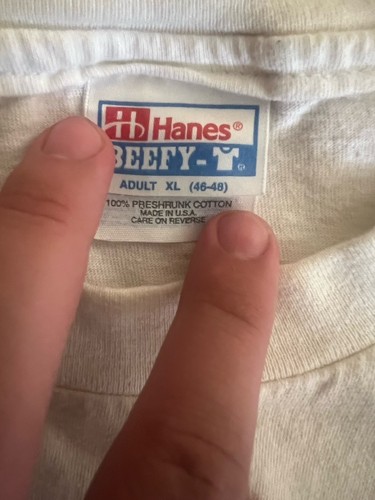 Hanes®
BEEFY-
ADULT XL (46-48)
100% PRESHRUNK COTTON
MADE IN U.S.A.
CARE ON REVERSE